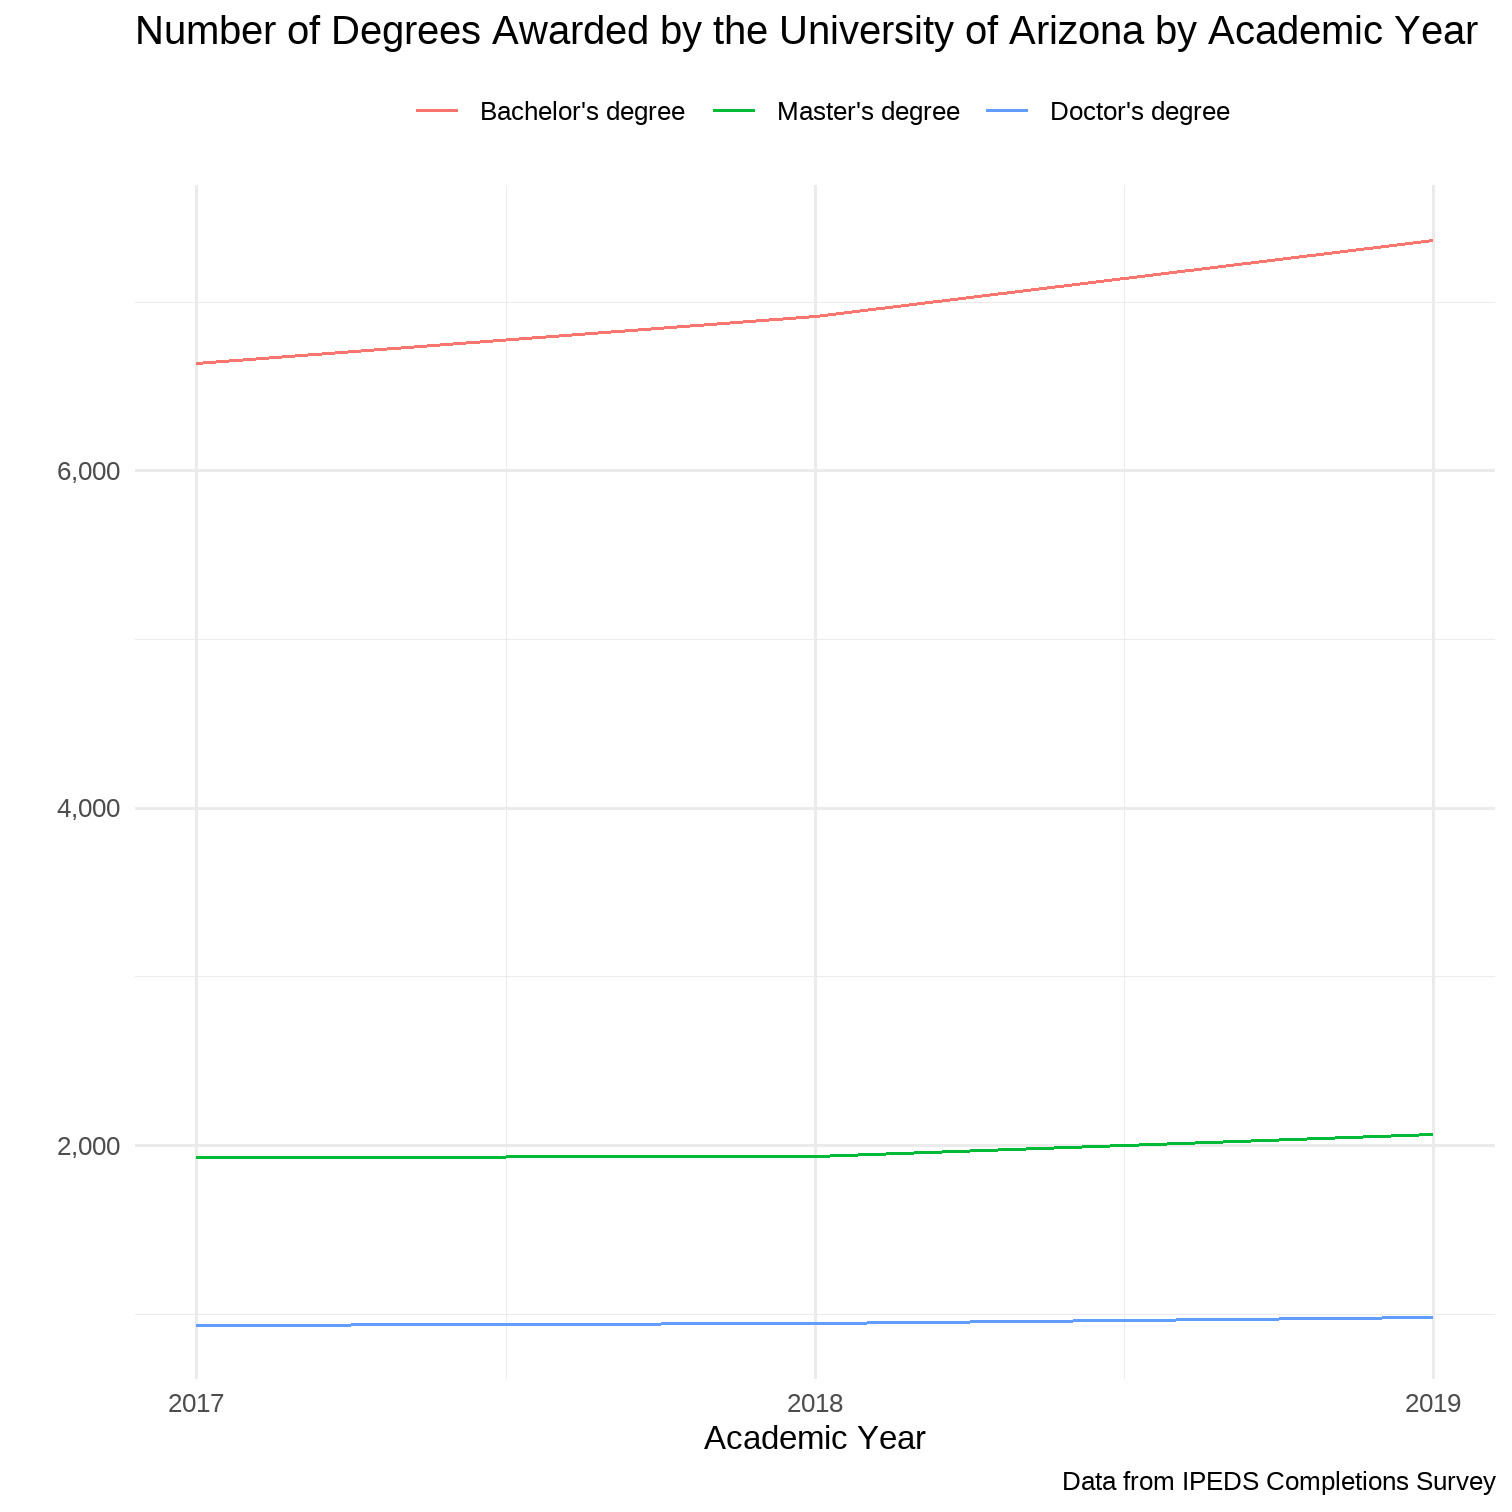 Number of Degrees Awarded by the University of Arizona by Academic Year
Bachelor's degree Master's degree Doctor's degree
6,000
4,000
2,000
2017 2018 2019
Academic Year
Data from IPEDS Completions Survey